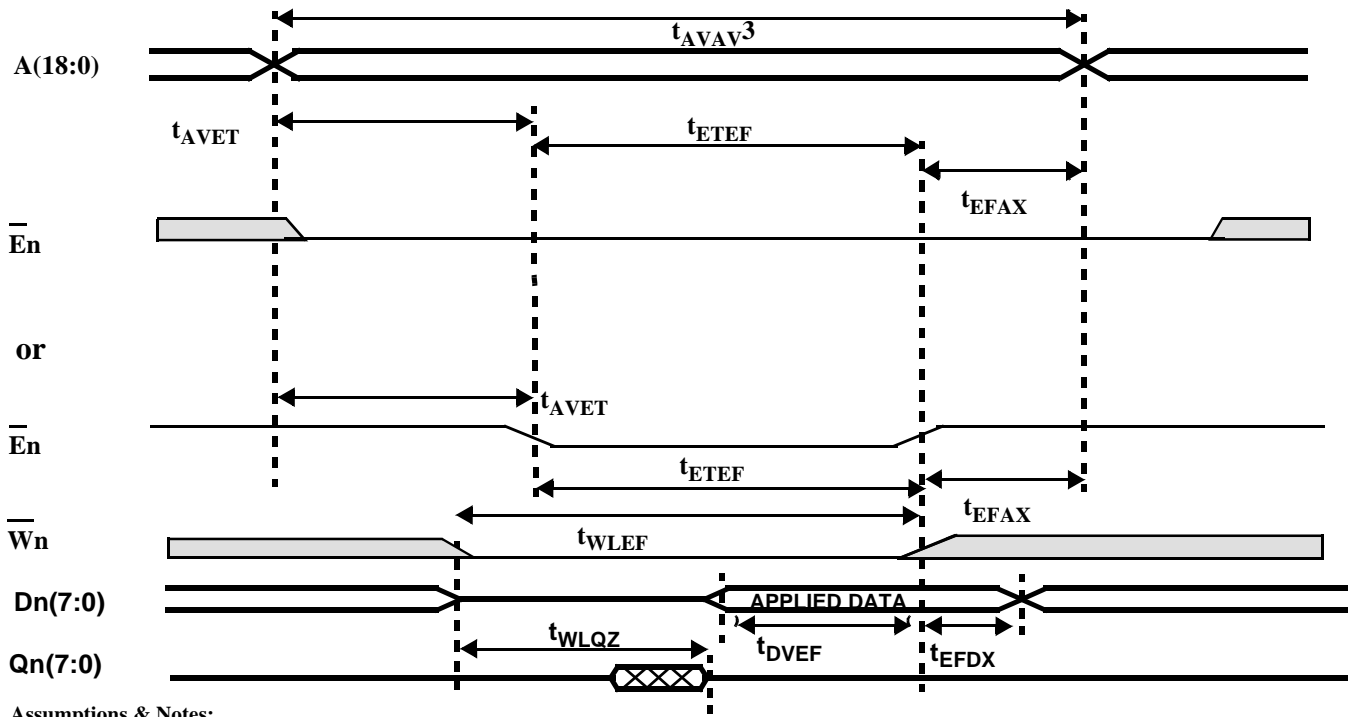 tAVAV3
A(18:0)
tAVET
tETEF
tEFAX
En
or
tAVET
En
tETEF
tEFAX
Wn
tWLEF
Dn(7:0)
APPLIED DATA
tWLQZ
tDVEF
tEFDX
Qn(7:0)
Assumptions & Notes: